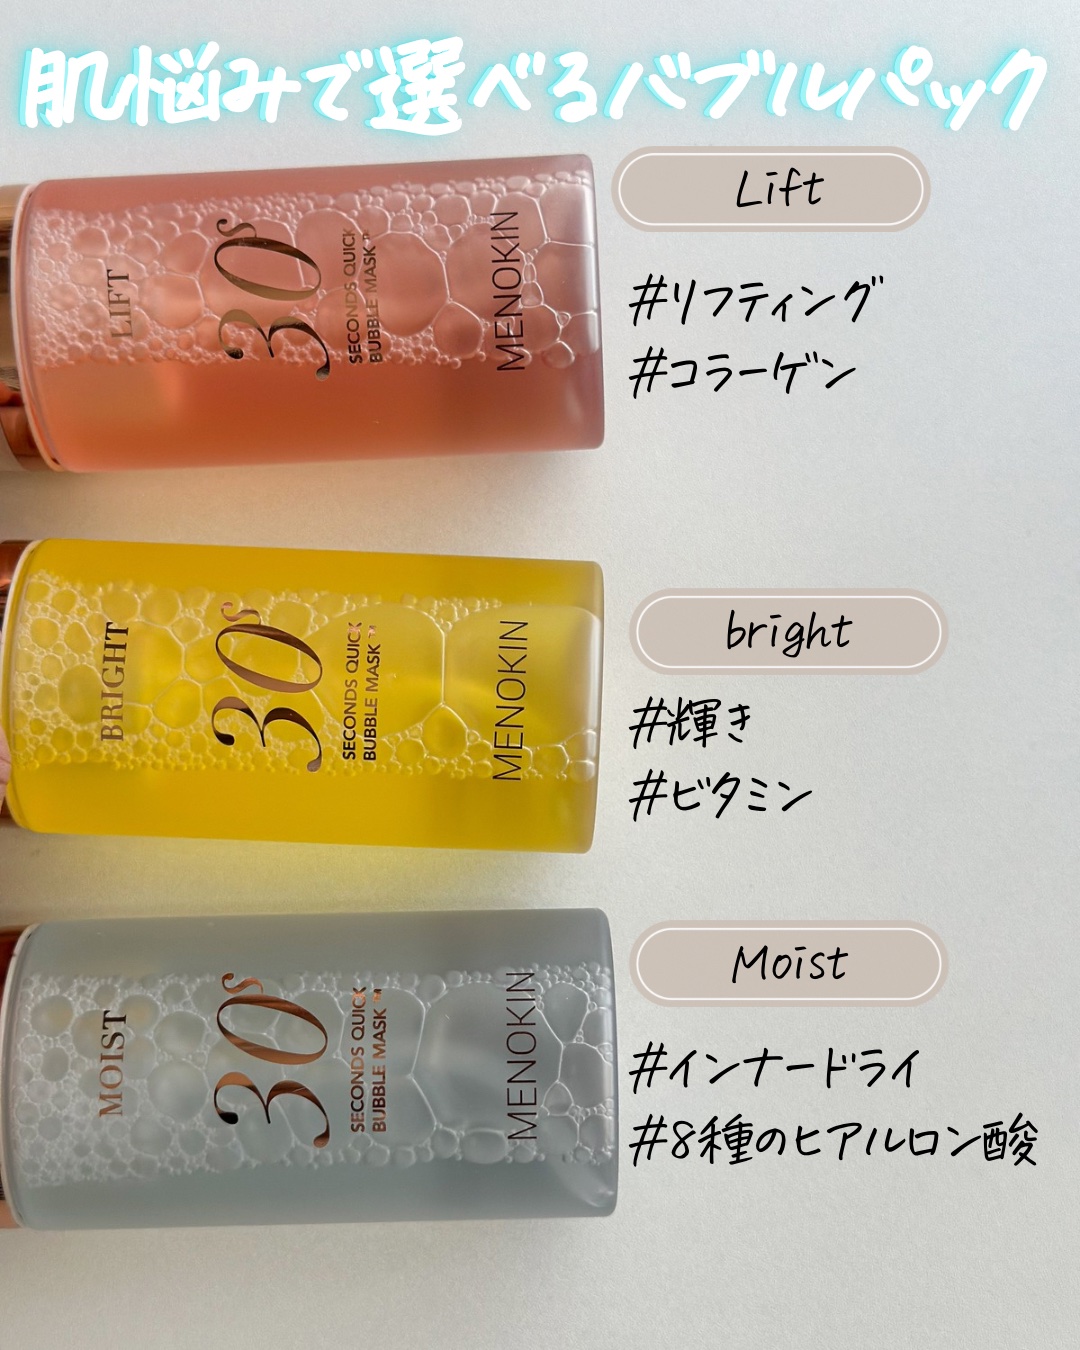 肌悩みで選べるバブルパック
Lift
#リフティング
#コラーゲン
LIFT
30s
SECONDS QUICK
BUBBLE MASK™
MENOKIN
bright
#輝き
#ビタミン
BRIGHT
30s
SECONDS QUICK
BUBBLE MASK™
MENOKIN
Moist
#インナードライ
#8種のヒアルロン酸
MOIST
30s
SECONDS QUICK
BUBBLE MASK™
MENOKIN